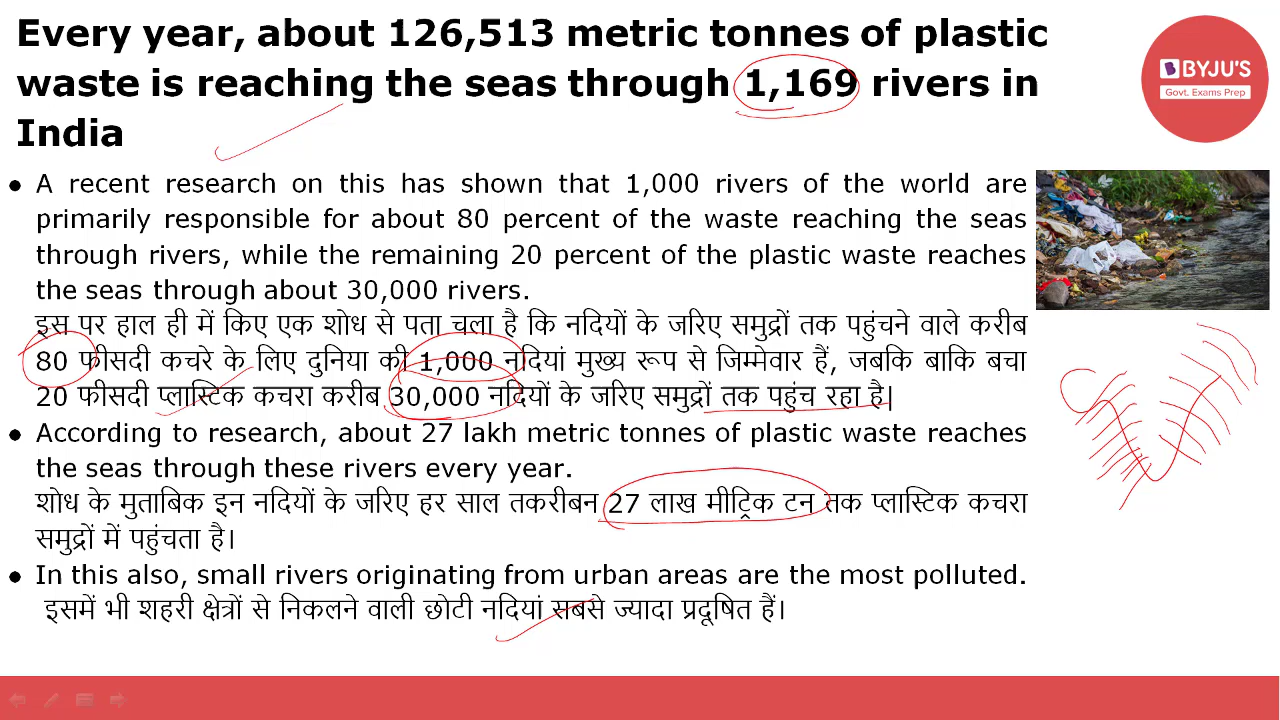 Every year, about 126,513 metric tonnes of plastic
waste is reaching the seas through 1,169 rivers in
India
BYJU'S
Govt. Exams Prep
• A recent research on this has shown that 1,000 rivers of the world are
primarily responsible for about 80 percent of the waste reaching the seas
through rivers, while the remaining 20 percent of the plastic waste reaches
the seas through about 30,000 rivers.
इस पर हाल ही में किए एक शोध से पता चला है कि नदियों के जरिए समुद्रों तक पहुंचने वाले करीब
80 फीसदी कचरे के लिए दुनिया की 1,000 नदियां मुख्य रूप से जिम्मेवार हैं, जबकि बाकि बचा
20 फीसदी प्लास्टिक कचरा करीब 30,000 नदियों के जरिए समुद्रों तक पहुंच रहा है।
• According to research, about 27 lakh metric tonnes of plastic waste reaches
the seas through these rivers every year.
शोध के मुताबिक इन नदियों के जरिए हर साल तकरीबन 27 लाख मीट्रिक टन तक प्लास्टिक कचरा
समुद्रों में पहुंचता है।
• In this also, small rivers originating from urban areas are the most polluted.
इसमें भी शहरी क्षेत्रों से निकलने वाली छोटी नदियां सबसे ज्यादा प्रदूषित हैं।